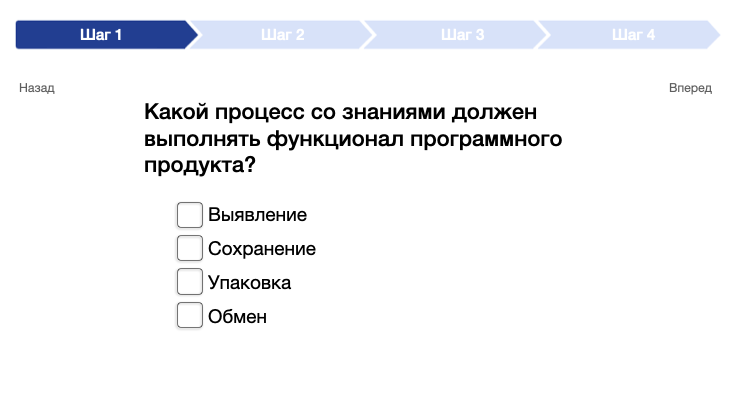 Шаг 1
Шаг 2
Шаг 3
Шаг 4
Назад
Вперед
Какой процесс со знаниями должен
выполнять функционал программного
продукта?
Выявление
Сохранение
Упаковка
Обмен